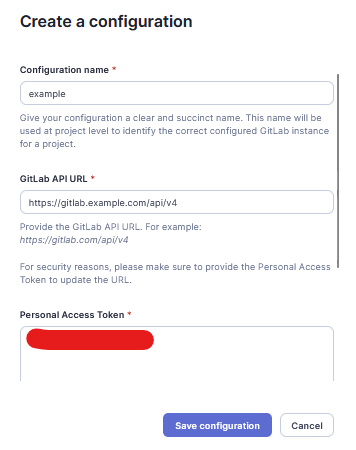 Create a configuration
Configuration name *
example
Give your configuration a clear and succinct name. This name will be
used at project level to identify the correct configured GitLab instance
for a project.
GitLab API URL *
https://gitlab.example.com/api/v4
Provide the GitLab API URL. For example:
https://gitlab.com/api/v4
For security reasons, please make sure to provide the Personal Access
Token to update the URL.
Personal Access Token *
Save configuration
Cancel